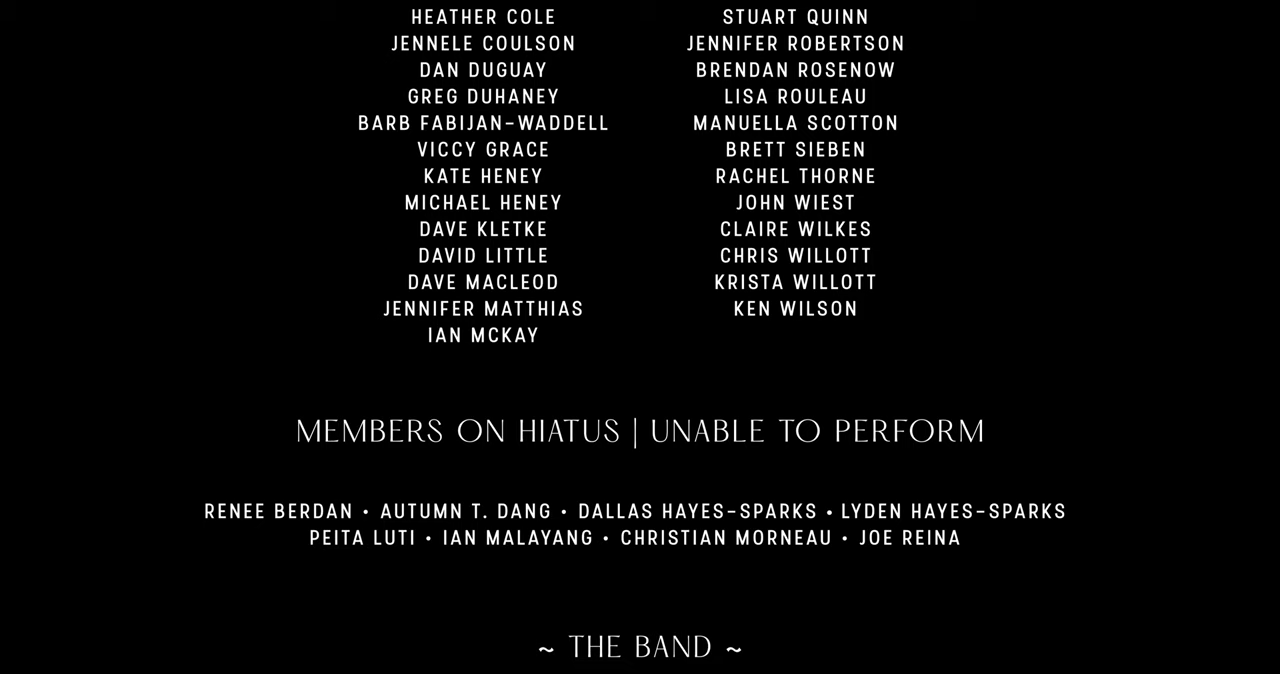 HEATHER COLE
JENNELE COULSON
DAN DUGUAY
GREG DUHANEY
BARB FABIJAN-WADDELL
VICCY GRACE
KATE HENEY
MICHAEL HENEY
DAVE KLETKE
DAVID LITTLE
DAVE MACLEOD
JENNIFER MATTHIAS
IAN MCKAY
STUART QUINN
JENNIFER ROBERTSON
BRENDAN ROSENOW
LISA ROULEAU
MANUELLA SCOTTON
BRETT SIEBEN
RACHEL THORNE
JOHN WIEST
CLAIRE WILKES
CHRIS WILLOTT
KRISTA WILLOTT
KEN WILSON
MEMBERS ON HIATUS | UNABLE TO PERFORM
RENEE BERDAN • AUTUMN T. DANG • DALLAS HAYES-SPARKS • LYDEN HAYES-SPARKS
PEITA LUTI • IAN MALAYANG • CHRISTIAN MORNEAU • JOE REINA
~ THE BAND ~